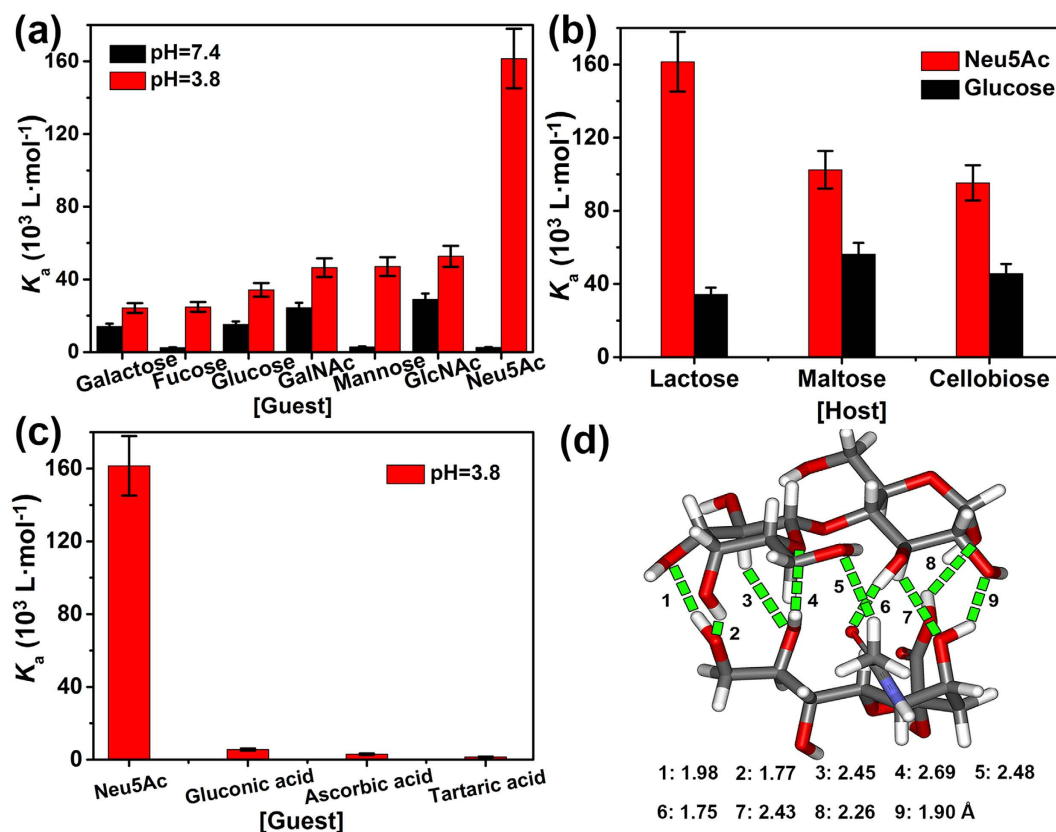 (a)
pH=7.4
pH=3.8
Kₐ (10³ L·mol⁻¹)
160
120
80
40
0
Galactose
Fucose
Glucose
GalNAc
Mannose
GlcNAc
Neu5Ac
[Guest]
(b)
Neu5Ac
Glucose
Kₐ (10³ L·mol⁻¹)
160
120
80
40
0
Lactose Maltose Cellobiose
[Host]
(c)
pH=3.8
Kₐ (10³ L·mol⁻¹)
160
120
80
40
0
Neu5Ac
Gluconic acid
Ascorbic acid
Tartaric acid
[Guest]
(d)
1
2
3
4
5
6
7
8
9
1: 1.98 2: 1.77 3: 2.45 4: 2.69 5: 2.48
6: 1.75 7: 2.43 8: 2.26 9: 1.90 Å